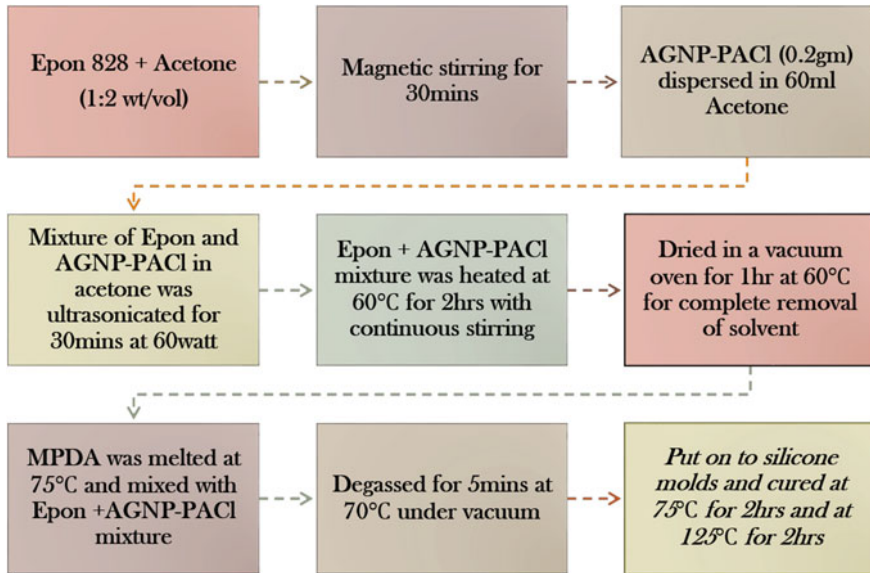 Epon 828 + Acetone
(1:2 wt/vol)
Magnetic stirring for
30mins
AGNP-PACl (0.2gm)
dispersed in 60ml
Acetone
Mixture of Epon and
AGNP-PACl in
acetone was
ultrasonicated for
30mins at 60watt
Epon + AGNP-PACl
mixture was heated at
60°C for 2hrs with
continuous stirring
Dried in a vacuum
oven for 1hr at 60°C
for complete removal
of solvent
MPDA was melted at
75°C and mixed with
Epon +AGNP-PACl
mixture
Degassed for 5mins at
70°C under vacuum
Put on to silicone
molds and cured at
75°C for 2hrs and at
125°C for 2hrs